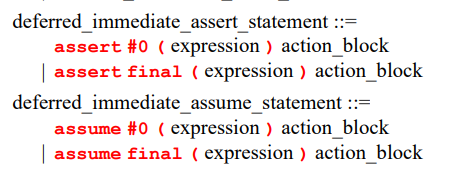 deferred_immediate_assert_statement ::=
assert #0 ( expression ) action_block
| assert final ( expression ) action_block
deferred_immediate_assume_statement ::=
assume #0 ( expression ) action_block
| assume final ( expression ) action_block